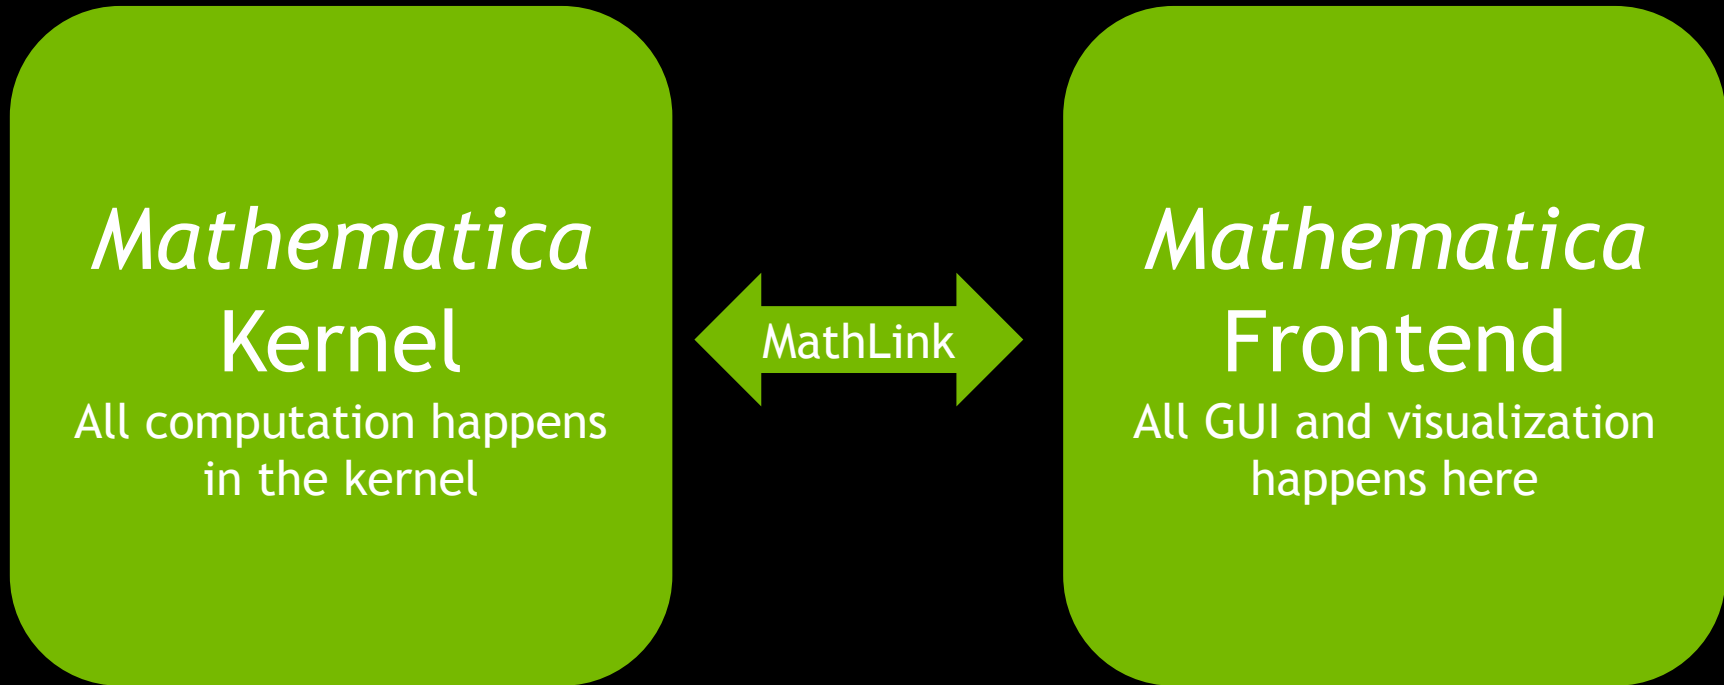 Mathematica
Kernel
All computation happens
in the kernel
MathLink
Mathematica
Frontend
All GUI and visualization
happens here